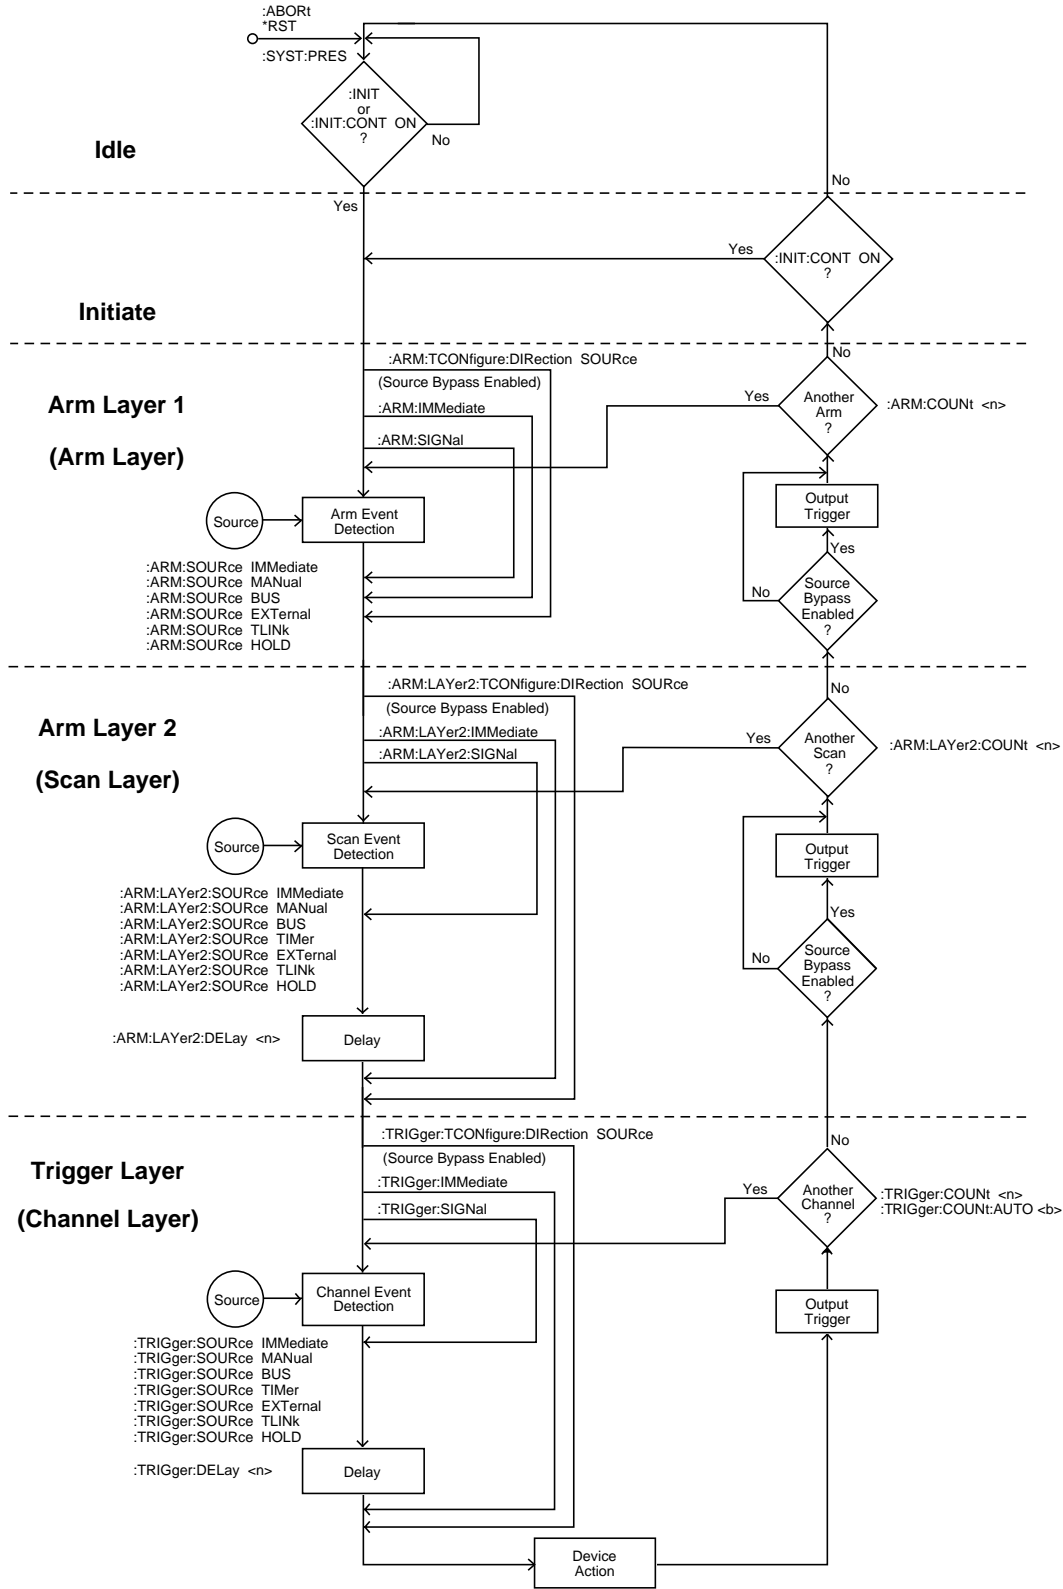 :ABORt
*RST
:SYST:PRES
:INIT
or
:INIT:CONT ON
?
No
Idle
No
Yes
Yes
:INIT:CONT ON
?
Initiate
No
:ARM:TCONfigure:DIRection SOURce
(Source Bypass Enabled)
Arm Layer 1
(Arm Layer)
:ARM:IMMediate
:ARM:SIGNal
Yes
Another
Arm
?
:ARM:COUNt <n>
Output
Trigger
Source
Arm Event
Detection
Yes
:ARM:SOURce IMMediate
:ARM:SOURce MANual
:ARM:SOURce BUS
:ARM:SOURce EXTernal
:ARM:SOURce TLINk
:ARM:SOURce HOLD
No
Source
Bypass
Enabled
?
No
:ARM:LAYer2:TCONfigure:DIRection SOURce
(Source Bypass Enabled)
Arm Layer 2
(Scan Layer)
:ARM:LAYer2:IMMediate
:ARM:LAYer2:SIGNal
Yes
Another
Scan
?
:ARM:LAYer2:COUNt <n>
Source
Scan Event
Detection
Output
Trigger
Yes
:ARM:LAYer2:SOURce IMMediate
:ARM:LAYer2:SOURce MANual
:ARM:LAYer2:SOURce BUS
:ARM:LAYer2:SOURce TIMer
:ARM:LAYer2:SOURce EXTernal
:ARM:LAYer2:SOURce TLINk
:ARM:LAYer2:SOURce HOLD
No
Source
Bypass
Enabled
?
:ARM:LAYer2:DELay <n>
Delay
No
:TRIGger:TCONfigure:DIRection SOURce
(Source Bypass Enabled)
Trigger Layer
(Channel Layer)
:TRIGger:IMMediate
:TRIGger:SIGNal
Yes
Another
Channel
?
:TRIGger:COUNt <n>
:TRIGger:COUNt:AUTO <b>
Source
Channel Event
Detection
Output
Trigger
:TRIGger:SOURce IMMediate
:TRIGger:SOURce MANual
:TRIGger:SOURce BUS
:TRIGger:SOURce TIMer
:TRIGger:SOURce EXTernal
:TRIGger:SOURce TLINk
:TRIGger:SOURce HOLD
:TRIGger:DELay <n>
Delay
Device
Action